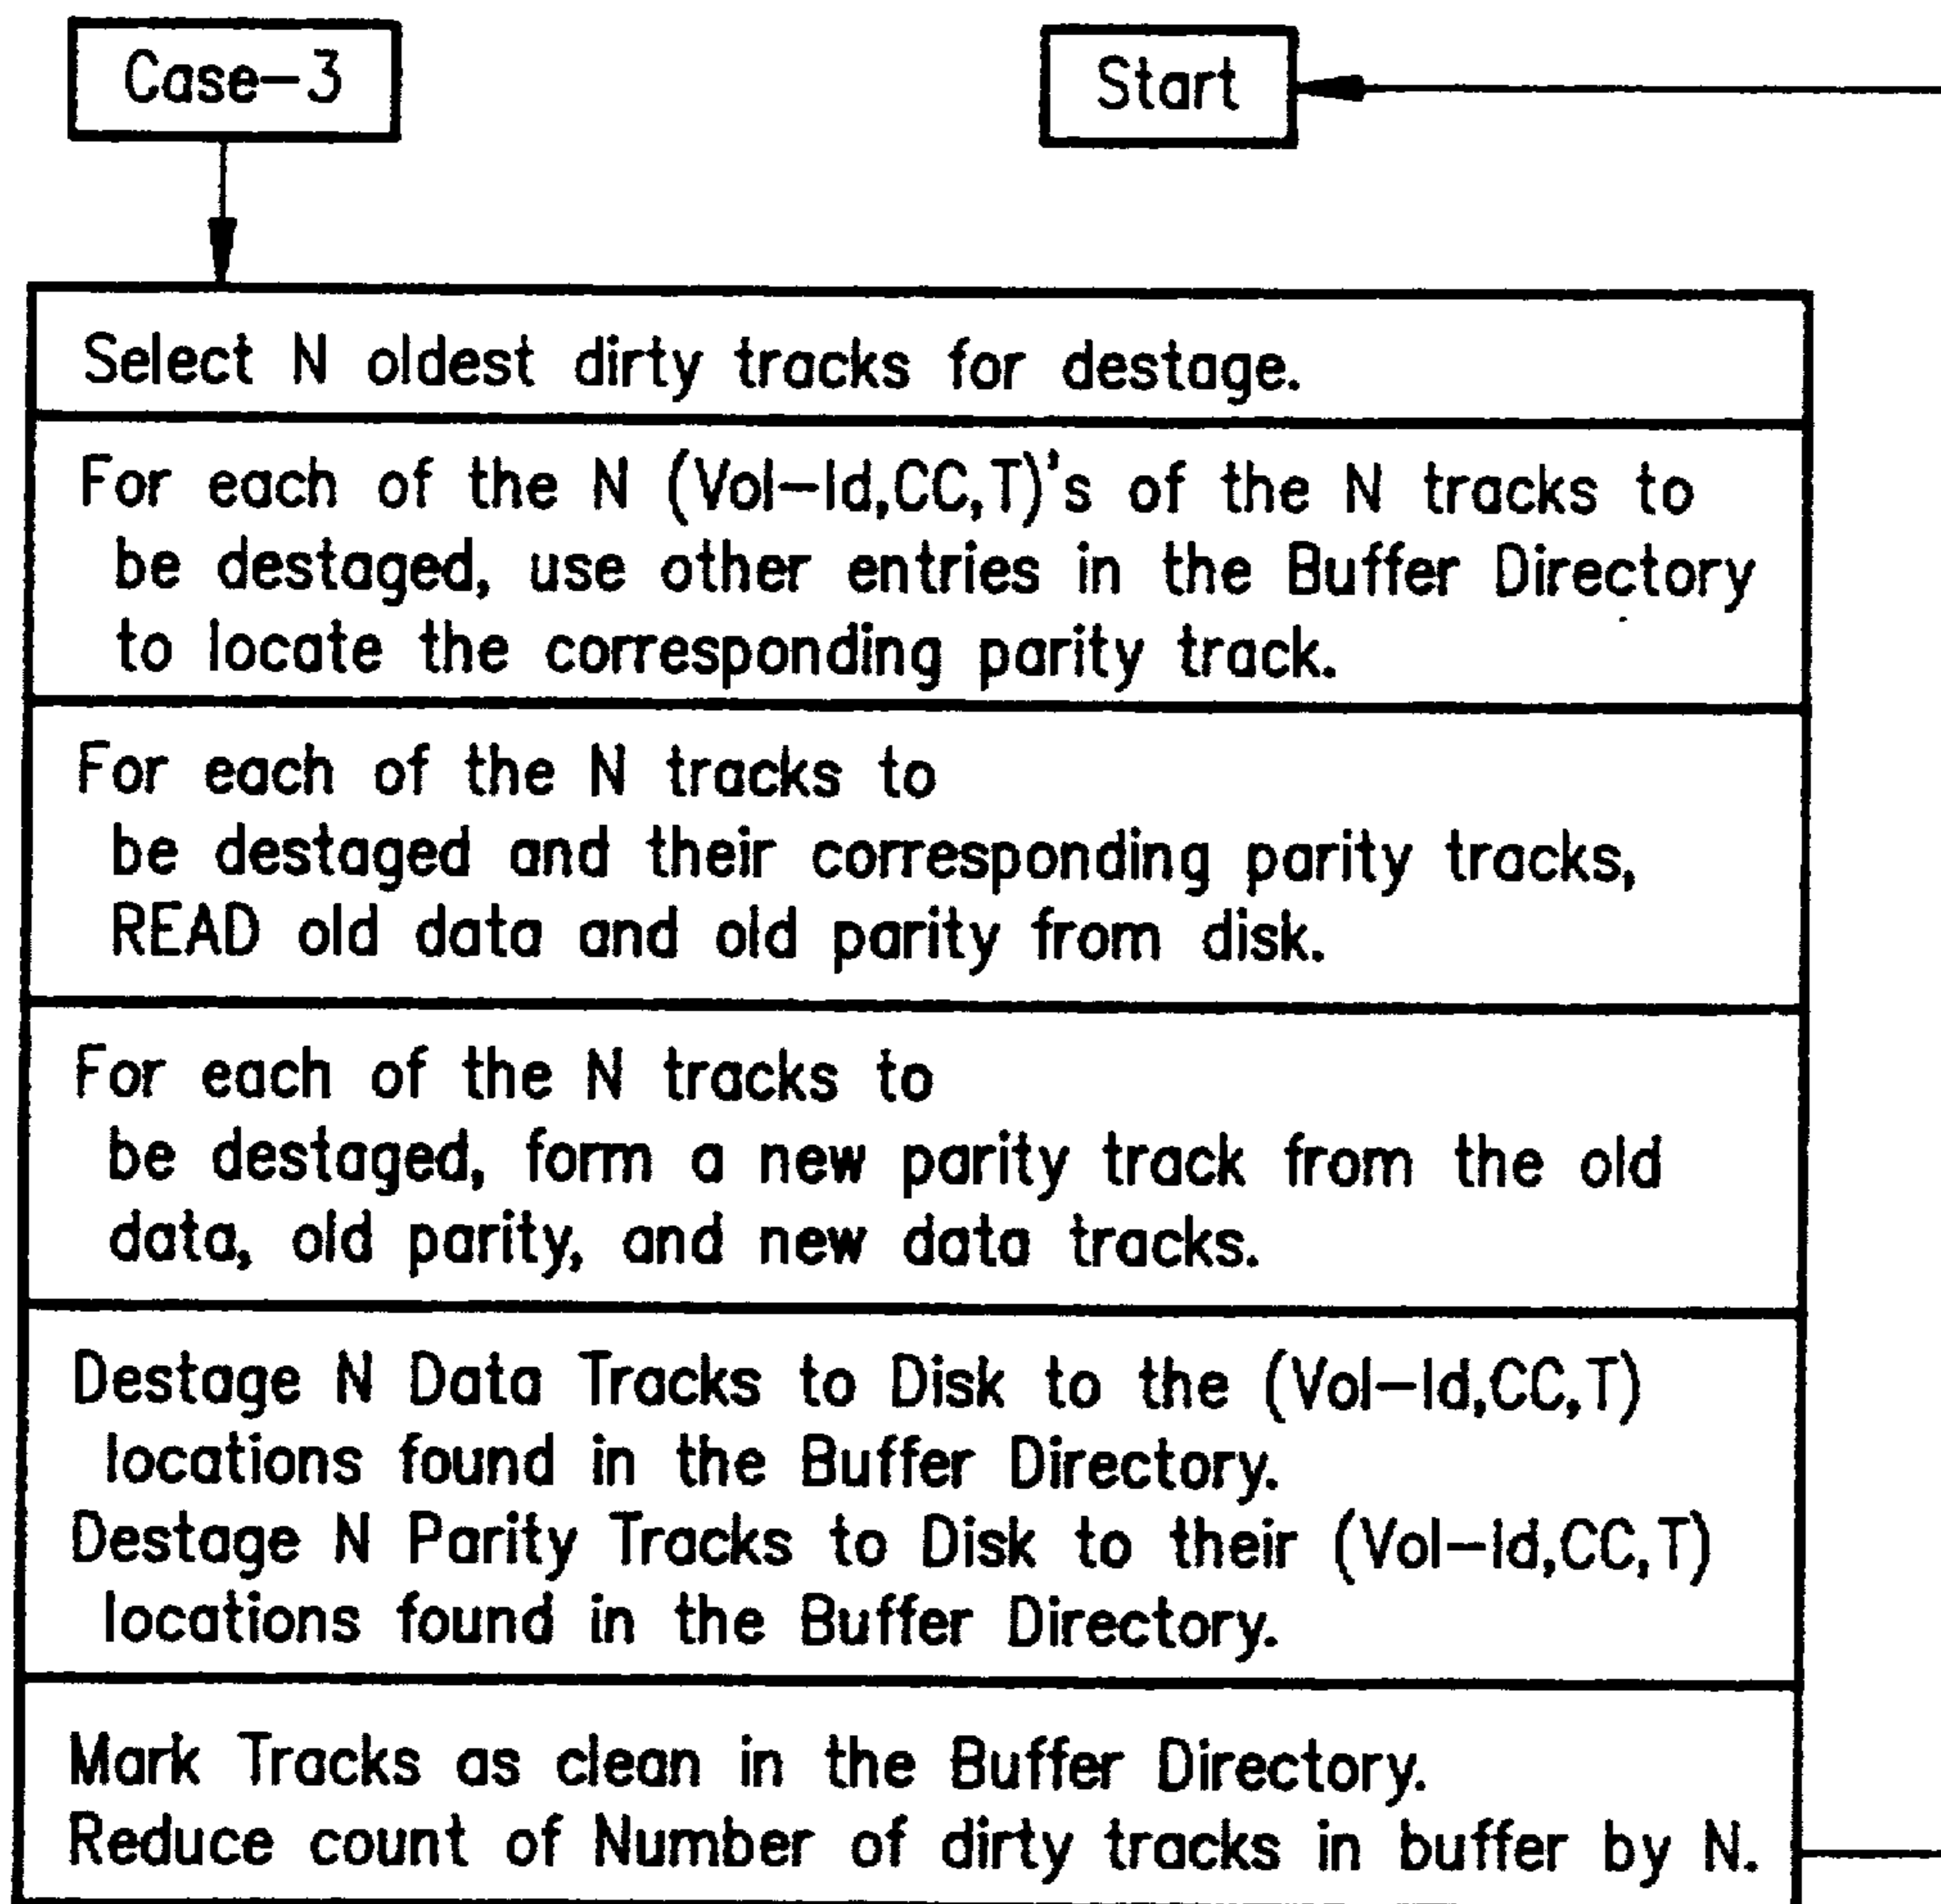 Case-3
Start
Select N oldest dirty tracks for destage.
For each of the N (Vol-Id,CC,T)'s of the N tracks to
be destaged, use other entries in the Buffer Directory
to locate the corresponding parity track.
For each of the N tracks to
be destaged and their corresponding parity tracks,
READ old data and old parity from disk.
For each of the N tracks to
be destaged, form a new parity track from the old
data, old parity, and new data tracks.
Destage N Data Tracks to Disk to the (Vol-Id,CC,T)
locations found in the Buffer Directory.
Destage N Parity Tracks to Disk to their (Vol-Id,CC,T)
locations found in the Buffer Directory.
Mark Tracks as clean in the Buffer Directory.
Reduce count of Number of dirty tracks in buffer by N.